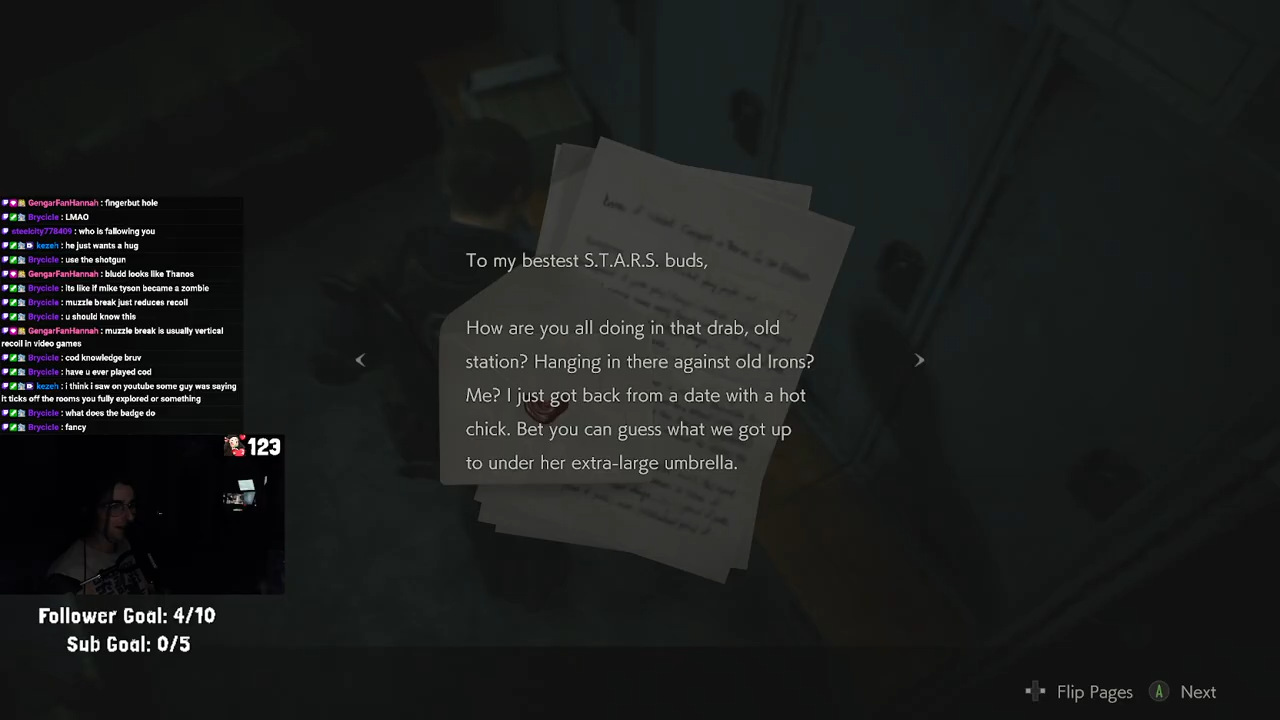 GengarFanHannah : fingerbut hole
Brycicle : LMAO
steelcity778409 : who is following you
kezeh : he just wants a hug
Brycicle : use the shotgun
GengarFanHannah : bludd looks like Thanos
Brycicle : its like if mike tyson became a zombie
Brycicle : muzzle break just reduces recoil
Brycicle : u should know this
GengarFanHannah : muzzle break is usually vertical
recoil in video games
Brycicle : cod knowledge bruv
Brycicle : have u ever played cod
kezeh : i think i saw on youtube some guy was saying
it ticks off the rooms you fully explored or something
Brycicle : what does the badge do
Brycicle : fancy
123
Follower Goal: 4/10
Sub Goal: 0/5
To my bestest S.T.A.R.S. buds,
How are you all doing in that drab, old
station? Hanging in there against old Irons?
Me? I just got back from a date with a hot
chick. Bet you can guess what we got up
to under her extra-large umbrella.
Flip Pages A Next